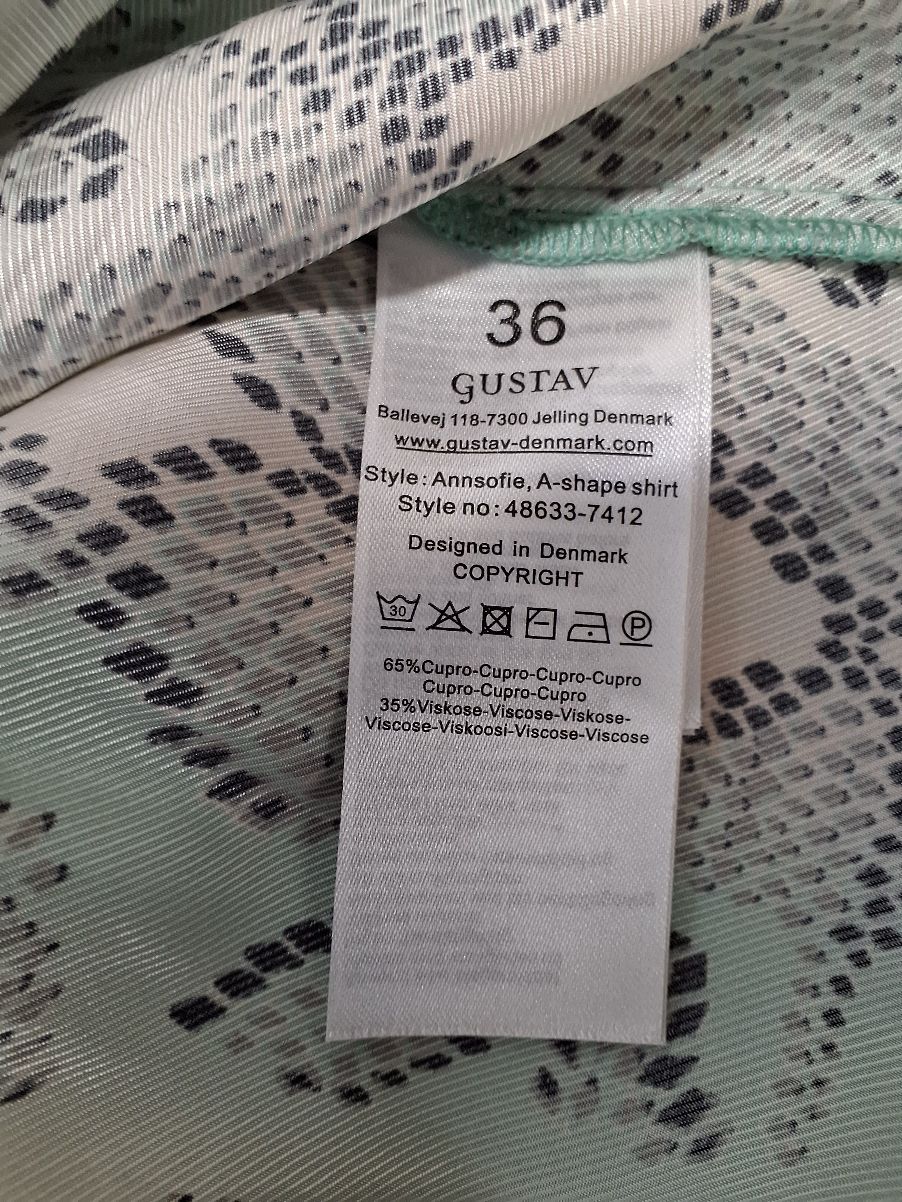 36
GUSTAV
Ballevej 118-7300 Jelling Denmark
www.gustav-denmark.com
Style: Annsofie, A-shape shirt
Style no: 48633-7412
Designed in Denmark
COPYRIGHT
30
P
65%Cupro-Cupro-Cupro-Cupro
Cupro-Cupro-Cupro
35%Viskose-Viscose-Viskose-
Viscose-Viskoosi-Viscose-Viscose